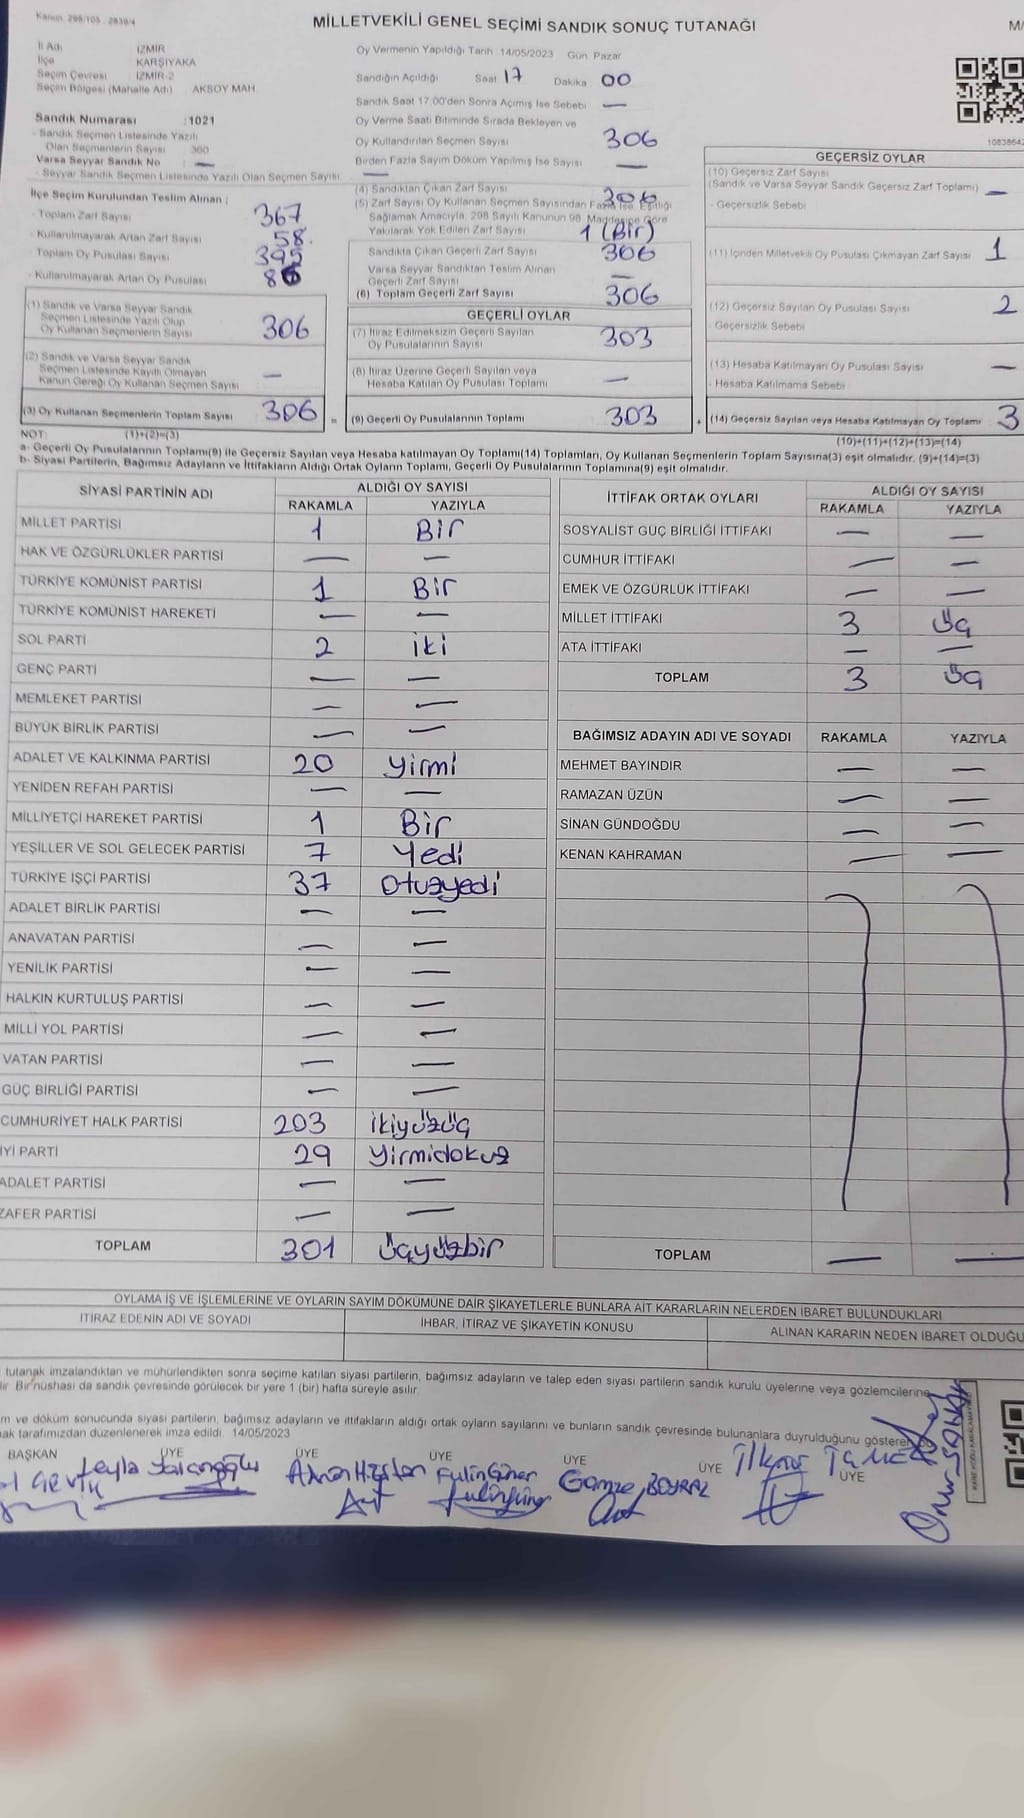 Kanun: 298/105 - 2839/4
MİLLETVEKİLİ GENEL SEÇİMİ SANDIK SONUÇ TUTANAĞI
İl Adı İZMİR
İlçe KARŞIYAKA
Seçim Çevresi İZMİR-2
Seçim Bölgesi (Mahalle Adı) AKSOY MAH.
Sandık Numarası :1021
- Sandık Seçmen Listesinde Yazılı
Olan Seçmenlerin Sayısı 360
Varsa Seyyar Sandık No : —
- Seyyar Sandık Seçmen Listesinde Yazılı Olan Seçmen Sayısı: —
İlçe Seçim Kurulundan Teslim Alınan ;
- Toplam Zarf Sayısı 367
- Kullanılmayarak Artan Zarf Sayısı 58
- Toplam Oy Pusulası Sayısı
- Kullanılmayarak Artan Oy Pusulası
(1) Sandık ve Varsa Seyyar Sandık
Seçmen Listesinde Yazılı Olup
Oy Kullanan Seçmenlerin Sayısı 306
(2) Sandık ve Varsa Seyyar Sandık
Seçmen Listesinde Kayıtlı Olmayan
Kanun Gereği Oy Kullanan Seçmen Sayısı —
(3) Oy Kullanan Seçmenlerin Toplam Sayısı 306
Oy Vermenin Yapıldığı Tarih 14/05/2023 Gün Pazar
Sandığın Açıldığı Saat 17 Dakika 00
Sandık Saat 17:00'den Sonra Açılmış İse Sebebi —
Oy Verme Saati Bitiminde Sırada Bekleyen ve
Oy Kullandırılan Seçmen Sayısı 306
Birden Fazla Sayım Döküm Yapılmış İse Sayısı —
(4) Sandıktan Çıkan Zarf Sayısı 306
(5) Zarf Sayısı Oy Kullanan Seçmen Sayısından Fazla İse, Eşitliği
Sağlamak Amacıyla, 298 Sayılı Kanunun 98. Maddesine Göre
Yakılarak Yok Edilen Zarf Sayısı 1 (Bir)
Sandıkta Çıkan Geçerli Zarf Sayısı 306
Varsa Seyyar Sandıktan Teslim Alınan
Geçerli Zarf Sayısı —
(6) Toplam Geçerli Zarf Sayısı 306
GEÇERLİ OYLAR
(7) İtiraz Edilmeksizin Geçerli Sayılan
Oy Pusulalarının Sayısı 303
(8) İtiraz Üzerine Geçerli Sayılan veya
Hesaba Katılan Oy Pusulası Toplamı —
= (9) Geçerli Oy Pusulalarının Toplamı 303
GEÇERSİZ OYLAR
(10) Geçersiz Zarf Sayısı
(Sandık ve Varsa Seyyar Sandık Geçersiz Zarf Toplamı) —
- Geçersizlik Sebebi
(11) İçinden Milletvekili Oy Pusulası Çıkmayan Zarf Sayısı 1
(12) Geçersiz Sayılan Oy Pusulası Sayısı 2
- Geçersizlik Sebebi
(13) Hesaba Katılmayan Oy Pusulası Sayısı —
- Hesaba Katılmama Sebebi
+ (14) Geçersiz Sayılan veya Hesaba Katılmayan Oy Toplamı 3
NOT: (1)+(2)=(3)
(10)+(11)+(12)+(13)=(14)
a- Geçerli Oy Pusulalarının Toplamı(9) ile Geçersiz Sayılan veya Hesaba katılmayan Oy Toplamı(14) Toplamları, Oy Kullanan Seçmenlerin Toplam Sayısına(3) eşit olmalıdır. (9)+(14)=(3)
b- Siyasi Partilerin, Bağımsız Adayların ve İttifakların Aldığı Ortak Oyların Toplamı, Geçerli Oy Pusulalarının Toplamına(9) eşit olmalıdır.
SİYASİ PARTİNİN ADI ALDIĞI OY SAYISI
RAKAMLA YAZIYLA
MİLLET PARTİSİ 1 Bir
HAK VE ÖZGÜRLÜKLER PARTİSİ — —
TÜRKİYE KOMÜNİST PARTİSİ 1 Bir
TÜRKİYE KOMÜNİST HAREKETİ — —
SOL PARTİ 2 iki
GENÇ PARTİ — —
MEMLEKET PARTİSİ — —
BÜYÜK BİRLİK PARTİSİ — —
ADALET VE KALKINMA PARTİSİ 20 yirmi
YENİDEN REFAH PARTİSİ — —
MİLLİYETÇİ HAREKET PARTİSİ 1 Bir
YEŞİLLER VE SOL GELECEK PARTİSİ 7 Yedi
TÜRKİYE İŞÇİ PARTİSİ 37 Otuzyedi
ADALET BİRLİK PARTİSİ — —
ANAVATAN PARTİSİ — —
YENİLİK PARTİSİ — —
HALKIN KURTULUŞ PARTİSİ — —
MİLLİ YOL PARTİSİ — —
VATAN PARTİSİ — —
GÜÇ BİRLİĞİ PARTİSİ — —
CUMHURİYET HALK PARTİSİ 203 ikiyüzüç
İYİ PARTİ 29 yirmidokuz
ADALET PARTİSİ — —
ZAFER PARTİSİ — —
TOPLAM 301 üçyüzbir
İTTİFAK ORTAK OYLARI ALDIĞI OY SAYISI
RAKAMLA YAZIYLA
SOSYALİST GÜÇ BİRLİĞİ İTTİFAKI — —
CUMHUR İTTİFAKI — —
EMEK VE ÖZGÜRLÜK İTTİFAKI — —
MİLLET İTTİFAKI 3 üç
ATA İTTİFAKI — —
TOPLAM 3 üç
BAĞIMSIZ ADAYIN ADI VE SOYADI RAKAMLA YAZIYLA
MEHMET BAYINDIR — —
RAMAZAN ÜZÜN — —
SİNAN GÜNDOĞDU — —
KENAN KAHRAMAN — —
TOPLAM — —
OYLAMA İŞ VE İŞLEMLERİNE VE OYLARIN SAYIM DÖKÜMÜNE DAİR ŞİKAYETLERLE BUNLARA AİT KARARLARIN NELERDEN İBARET BULUNDUKLARI
İTİRAZ EDENİN ADI VE SOYADI İHBAR, İTİRAZ VE ŞİKAYETİN KONUSU ALINAN KARARIN NEDEN İBARET OLDUĞU
tutanak imzalandıktan ve mühürlendikten sonra seçime katılan siyasi partilerin, bağımsız adayların ve talep eden siyasi partilerin sandık kurulu üyelerine veya gözlemcilerine
Bir nüshası da sandık çevresinde görülecek bir yere 1 (bir) hafta süreyle asılır.
ve döküm sonucunda siyasi partilerin, bağımsız adayların ve ittifakların aldığı ortak oyların sayılarını ve bunların sandık çevresinde bulunanlara duyrulduğunu gösteren
tarafımızdan düzenlenerek imza edildi. 14/05/2023
BAŞKAN ÜYE ÜYE ÜYE ÜYE ÜYE ÜYE
Leyla Fulin Güner Gamze BOYRAZ İlknur TAMER
Onur